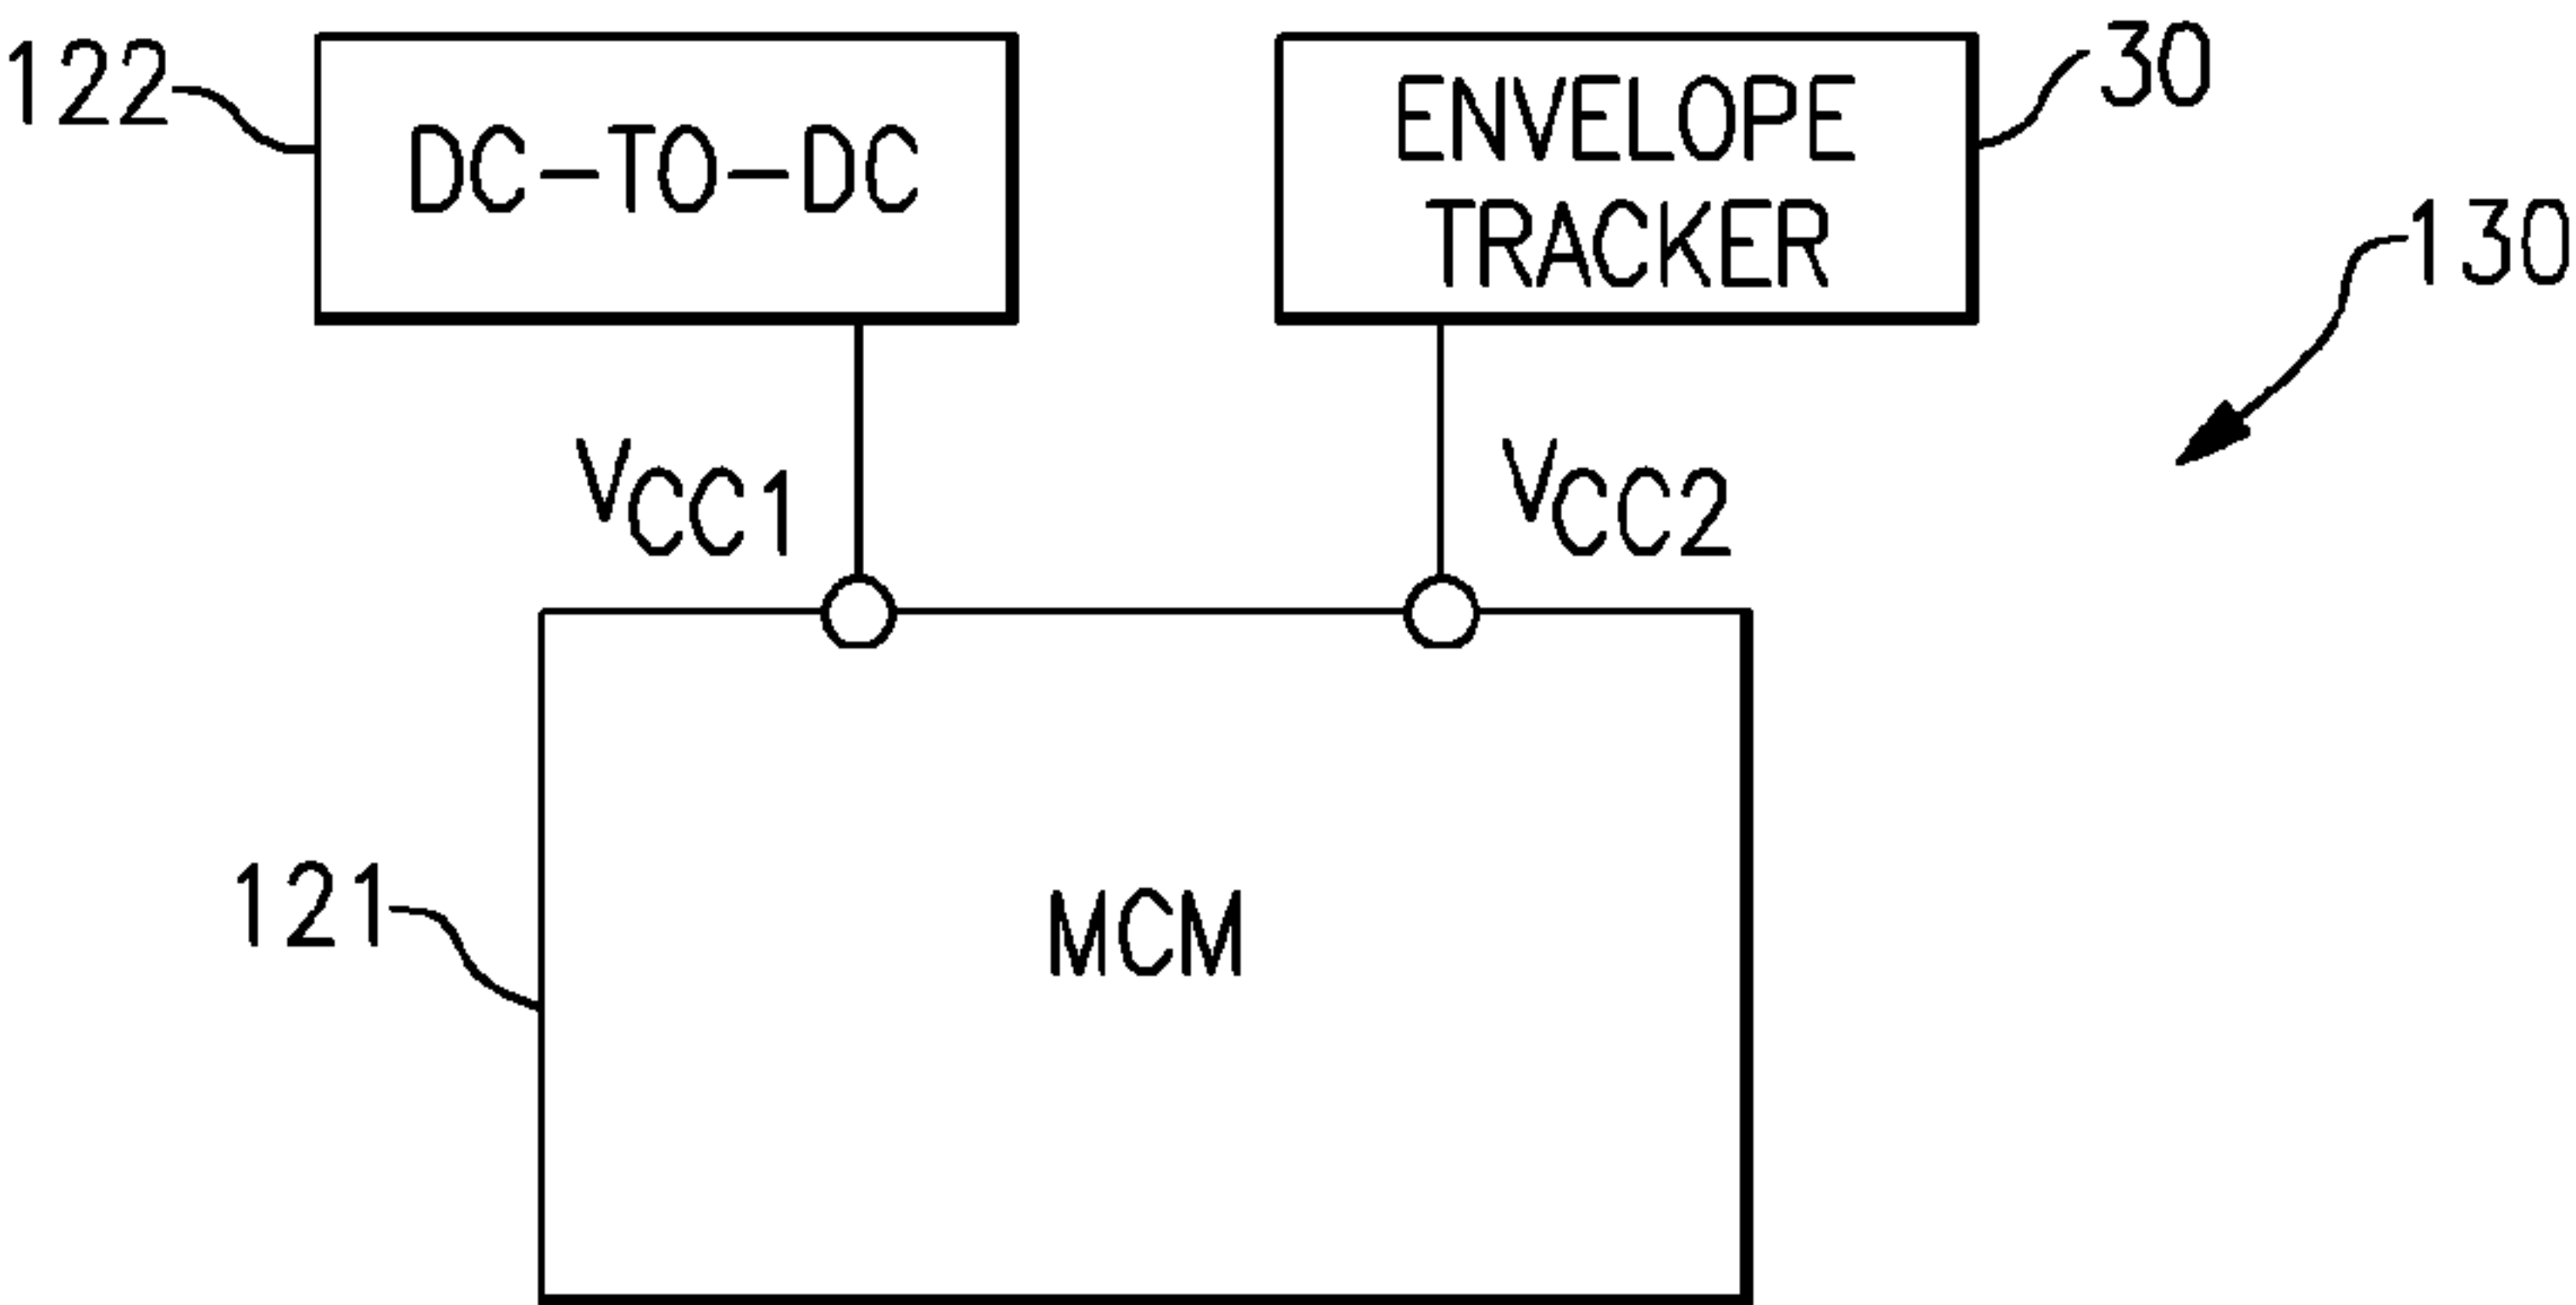 122
DC-TO-DC
ENVELOPE
TRACKER
30
130
VCC1
VCC2
121
MCM